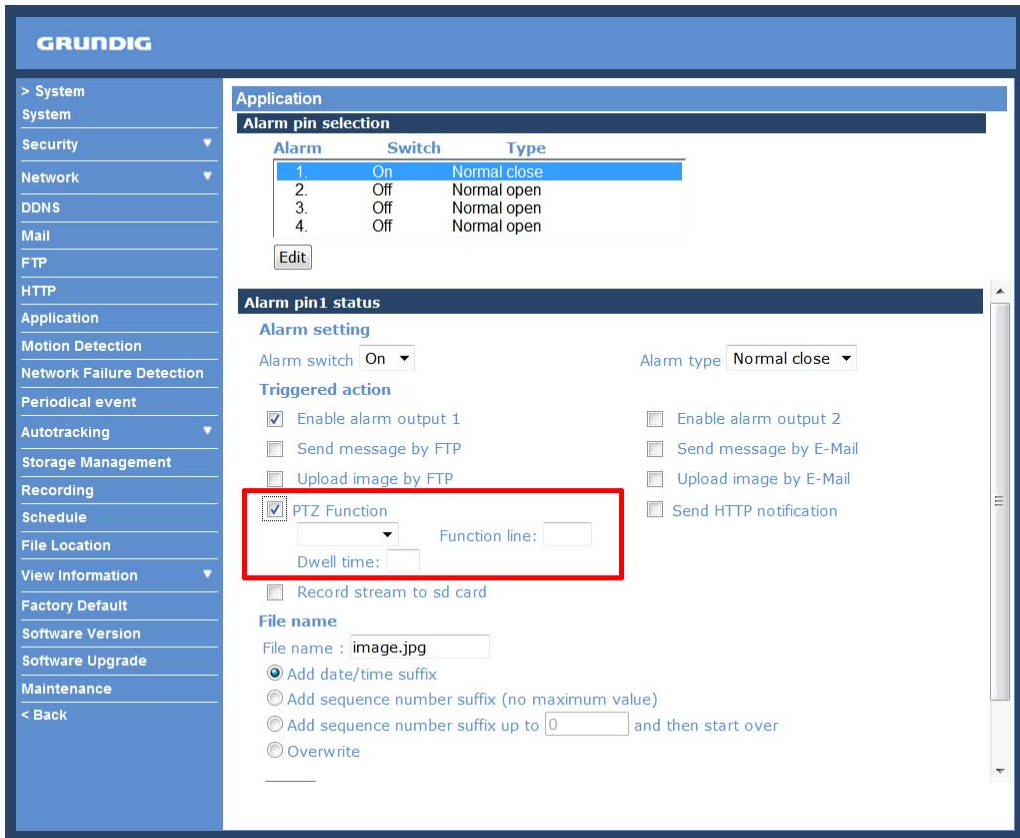 GRUNDIG
> System
System
Security
Network
DDNS
Mail
FTP
HTTP
Application
Motion Detection
Network Failure Detection
Periodical event
Autotracking
Storage Management
Recording
Schedule
File Location
View Information
Factory Default
Software Version
Software Upgrade
Maintenance
< Back
Application
Alarm pin selection
Alarm Switch Type
1. On Normal close
2. Off Normal open
3. Off Normal open
4. Off Normal open
Edit
Alarm pin1 status
Alarm setting
Alarm switch On Alarm type Normal close
Triggered action
Enable alarm output 1 Enable alarm output 2
Send message by FTP Send message by E-Mail
Upload image by FTP Upload image by E-Mail
PTZ Function Send HTTP notification
Function line:
Dwell time:
Record stream to sd card
File name
File name : image.jpg
Add date/time suffix
Add sequence number suffix (no maximum value)
Add sequence number suffix up to 0 and then start over
Overwrite